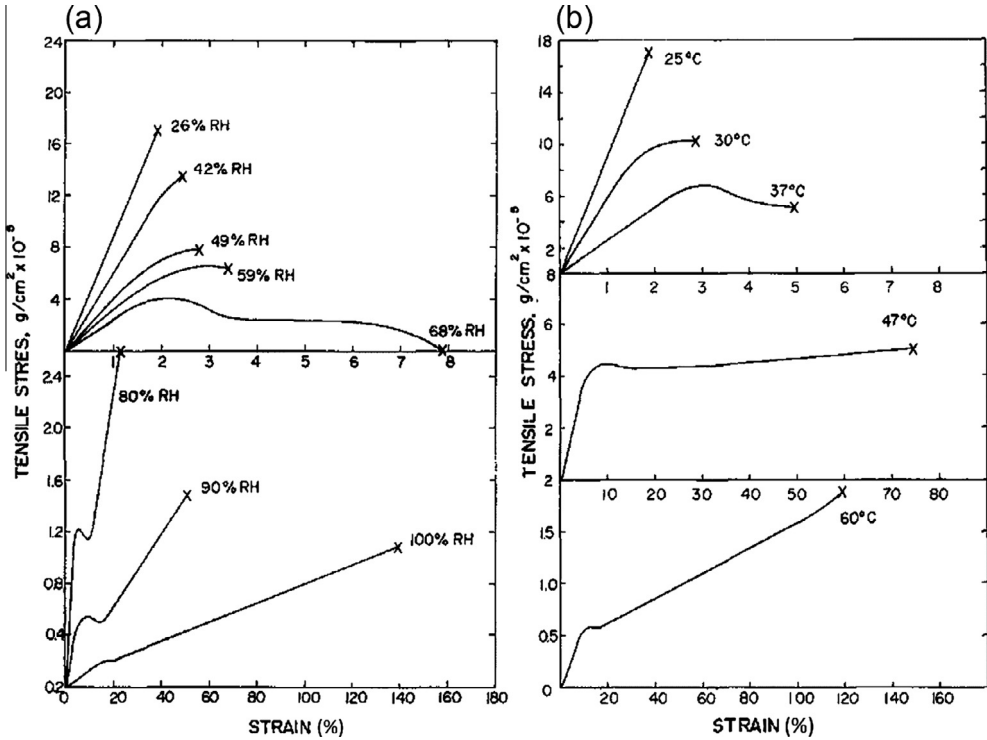 (a)
24
20
16
12
8
4
26% RH
42% RH
49% RH
59% RH
68% RH
1 2 3 4 5 6 7 8
2.4
2.0
1.6
1.2
0.8
0.4
0.2
80% RH
90% RH
100% RH
0 20 40 60 80 100 120 140 160 180
STRAIN (%)
TENSILE STRES, g/cm² x 10⁻⁵
(b)
18
14
10
6
2
8
25°C
30°C
37°C
1 2 3 4 5 6 7 8
6
4
2
2
47°C
10 20 30 40 50 60 70 80
1.5
1.0
0.5
0
60°C
0 20 40 60 80 100 120 140 160
STRAIN (%)
TENSILE STRESS, g/cm² x 10⁻⁵